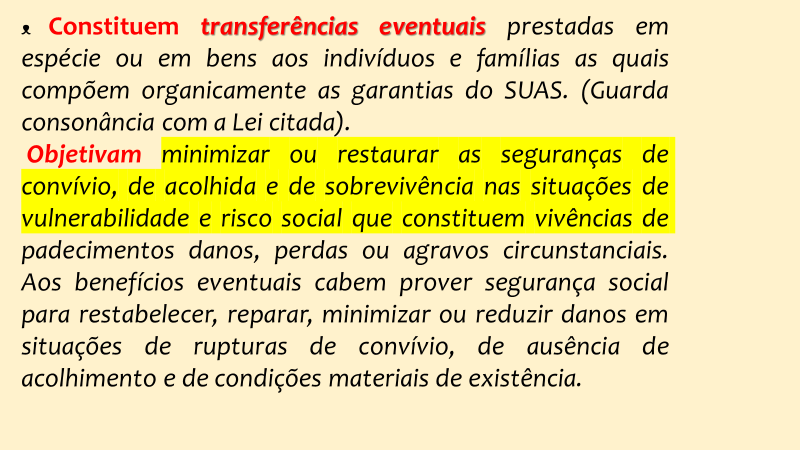 ᴥ Constituem transferências eventuais prestadas em
espécie ou em bens aos indivíduos e famílias as quais
compõem organicamente as garantias do SUAS. (Guarda
consonância com a Lei citada).
Objetivam minimizar ou restaurar as seguranças de
convívio, de acolhida e de sobrevivência nas situações de
vulnerabilidade e risco social que constituem vivências de
padecimentos danos, perdas ou agravos circunstanciais.
Aos benefícios eventuais cabem prover segurança social
para restabelecer, reparar, minimizar ou reduzir danos em
situações de rupturas de convívio, de ausência de
acolhimento e de condições materiais de existência.